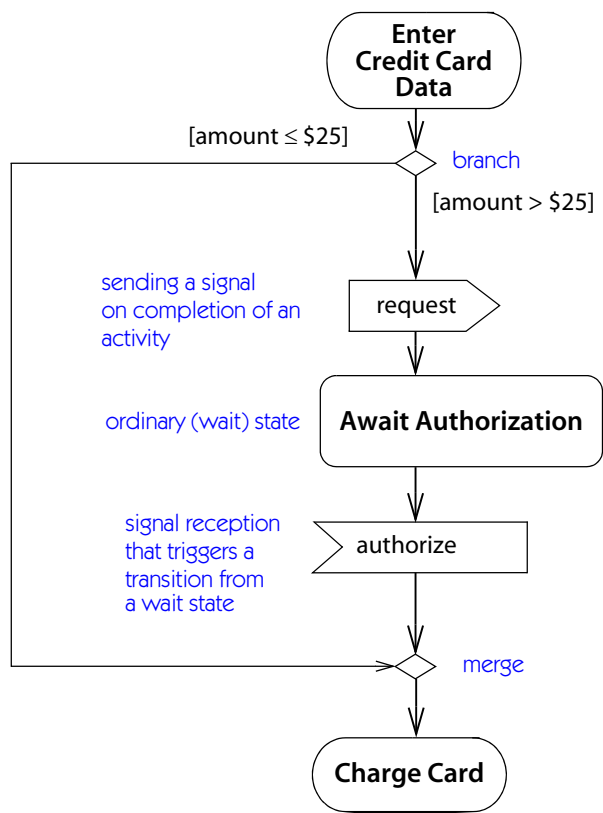 Enter
Credit Card
Data
[amount ≤ $25]
branch
[amount > $25]
sending a signal
on completion of an
activity
request
ordinary (wait) state
Await Authorization
signal reception
that triggers a
transition from
a wait state
authorize
merge
Charge Card